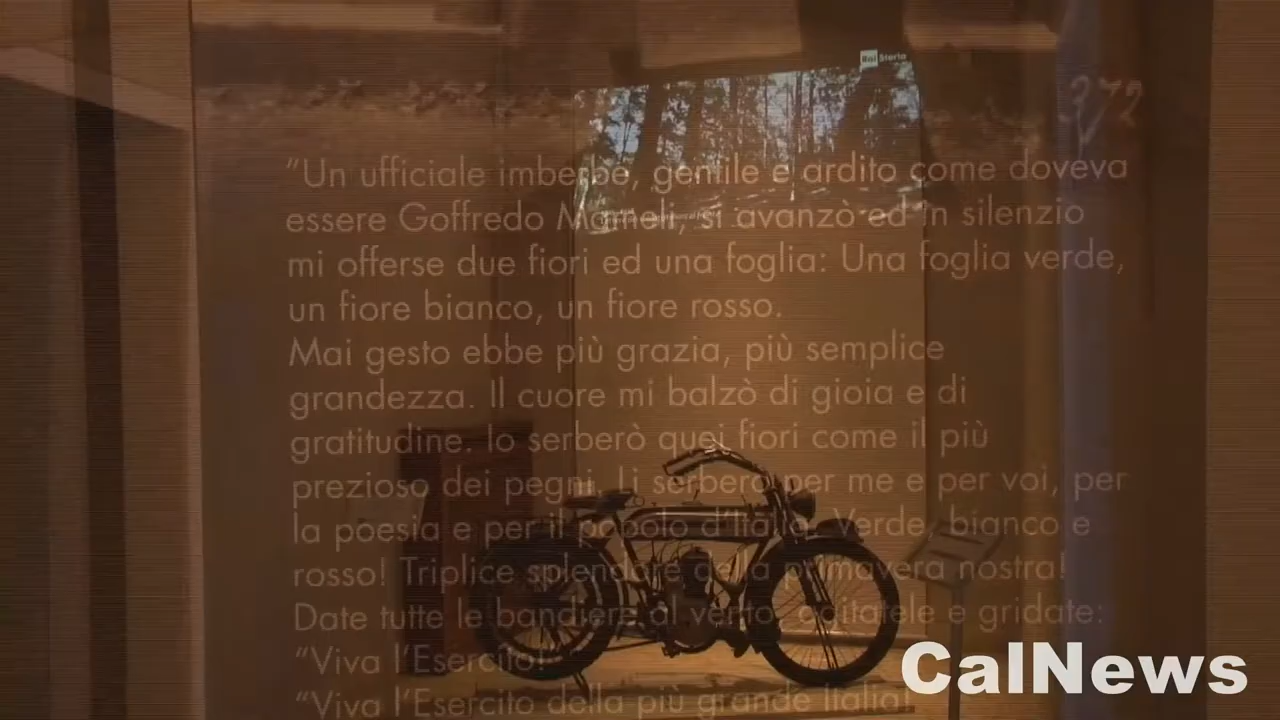 Rai Storia
372
"Un ufficiale imberbe, gentile e ardito come doveva
essere Goffredo Mameli, si avanzò ed in silenzio
mi offerse due fiori ed una foglia: Una foglia verde,
un fiore bianco, un fiore rosso.
Mai gesto ebbe più grazia, più semplice
grandezza. Il cuore mi balzò di gioia e di
gratitudine. Io serberò quei fiori come il più
prezioso dei pegni. Li serberò per me e per voi, per
la poesia e per il popolo d'Italia. Verde, bianco e
rosso! Triplice splendore della primavera nostra!
Date tutte le bandiere al vento, agitatele e gridate:
"Viva l'Esercito!
"Viva l'Esercito della più grande Italia!
CalNews